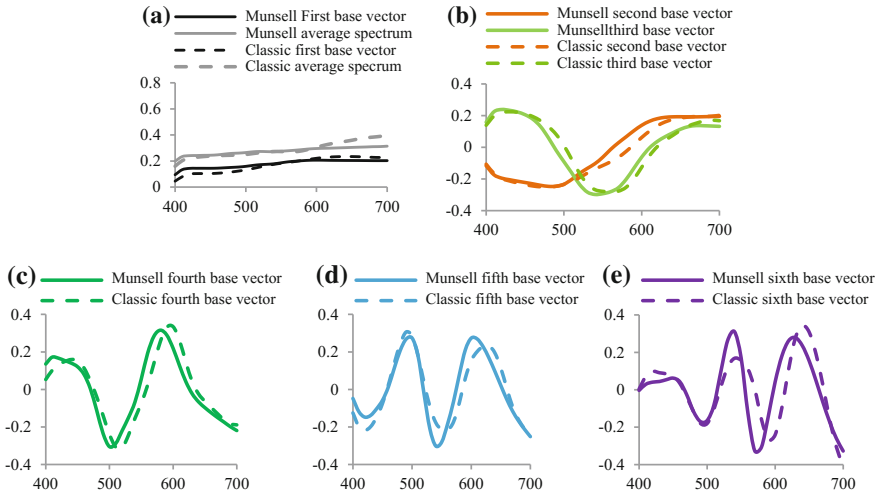 (a)
Munsell First base vector
Munsell average spectrum
Classic first base vector
Classic average specrum
0.8
0.6
0.4
0.2
0
400 500 600 700
(b)
Munsell second base vector
Munsellthird base vector
Classic second base vector
Classic third base vector
0.4
0.2
0
-0.2
-0.4
400 500 600 700
(c)
Munsell fourth base vector
Classic fourth base vector
0.4
0.2
0
-0.2
-0.4
400 500 600 700
(d)
Munsell fifth base vector
Classic fifth base vector
0.4
0.2
0
-0.2
-0.4
400 500 600 700
(e)
Munsell sixth base vector
Classic sixth base vector
0.4
0.2
0
-0.2
-0.4
400 500 600 700